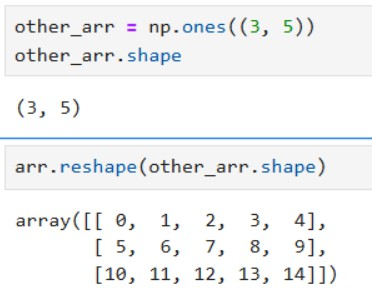 other_arr = np.ones((3, 5))
other_arr.shape
(3, 5)
arr.reshape(other_arr.shape)
array([[ 0,  1,  2,  3,  4],
       [ 5,  6,  7,  8,  9],
       [10, 11, 12, 13, 14]])